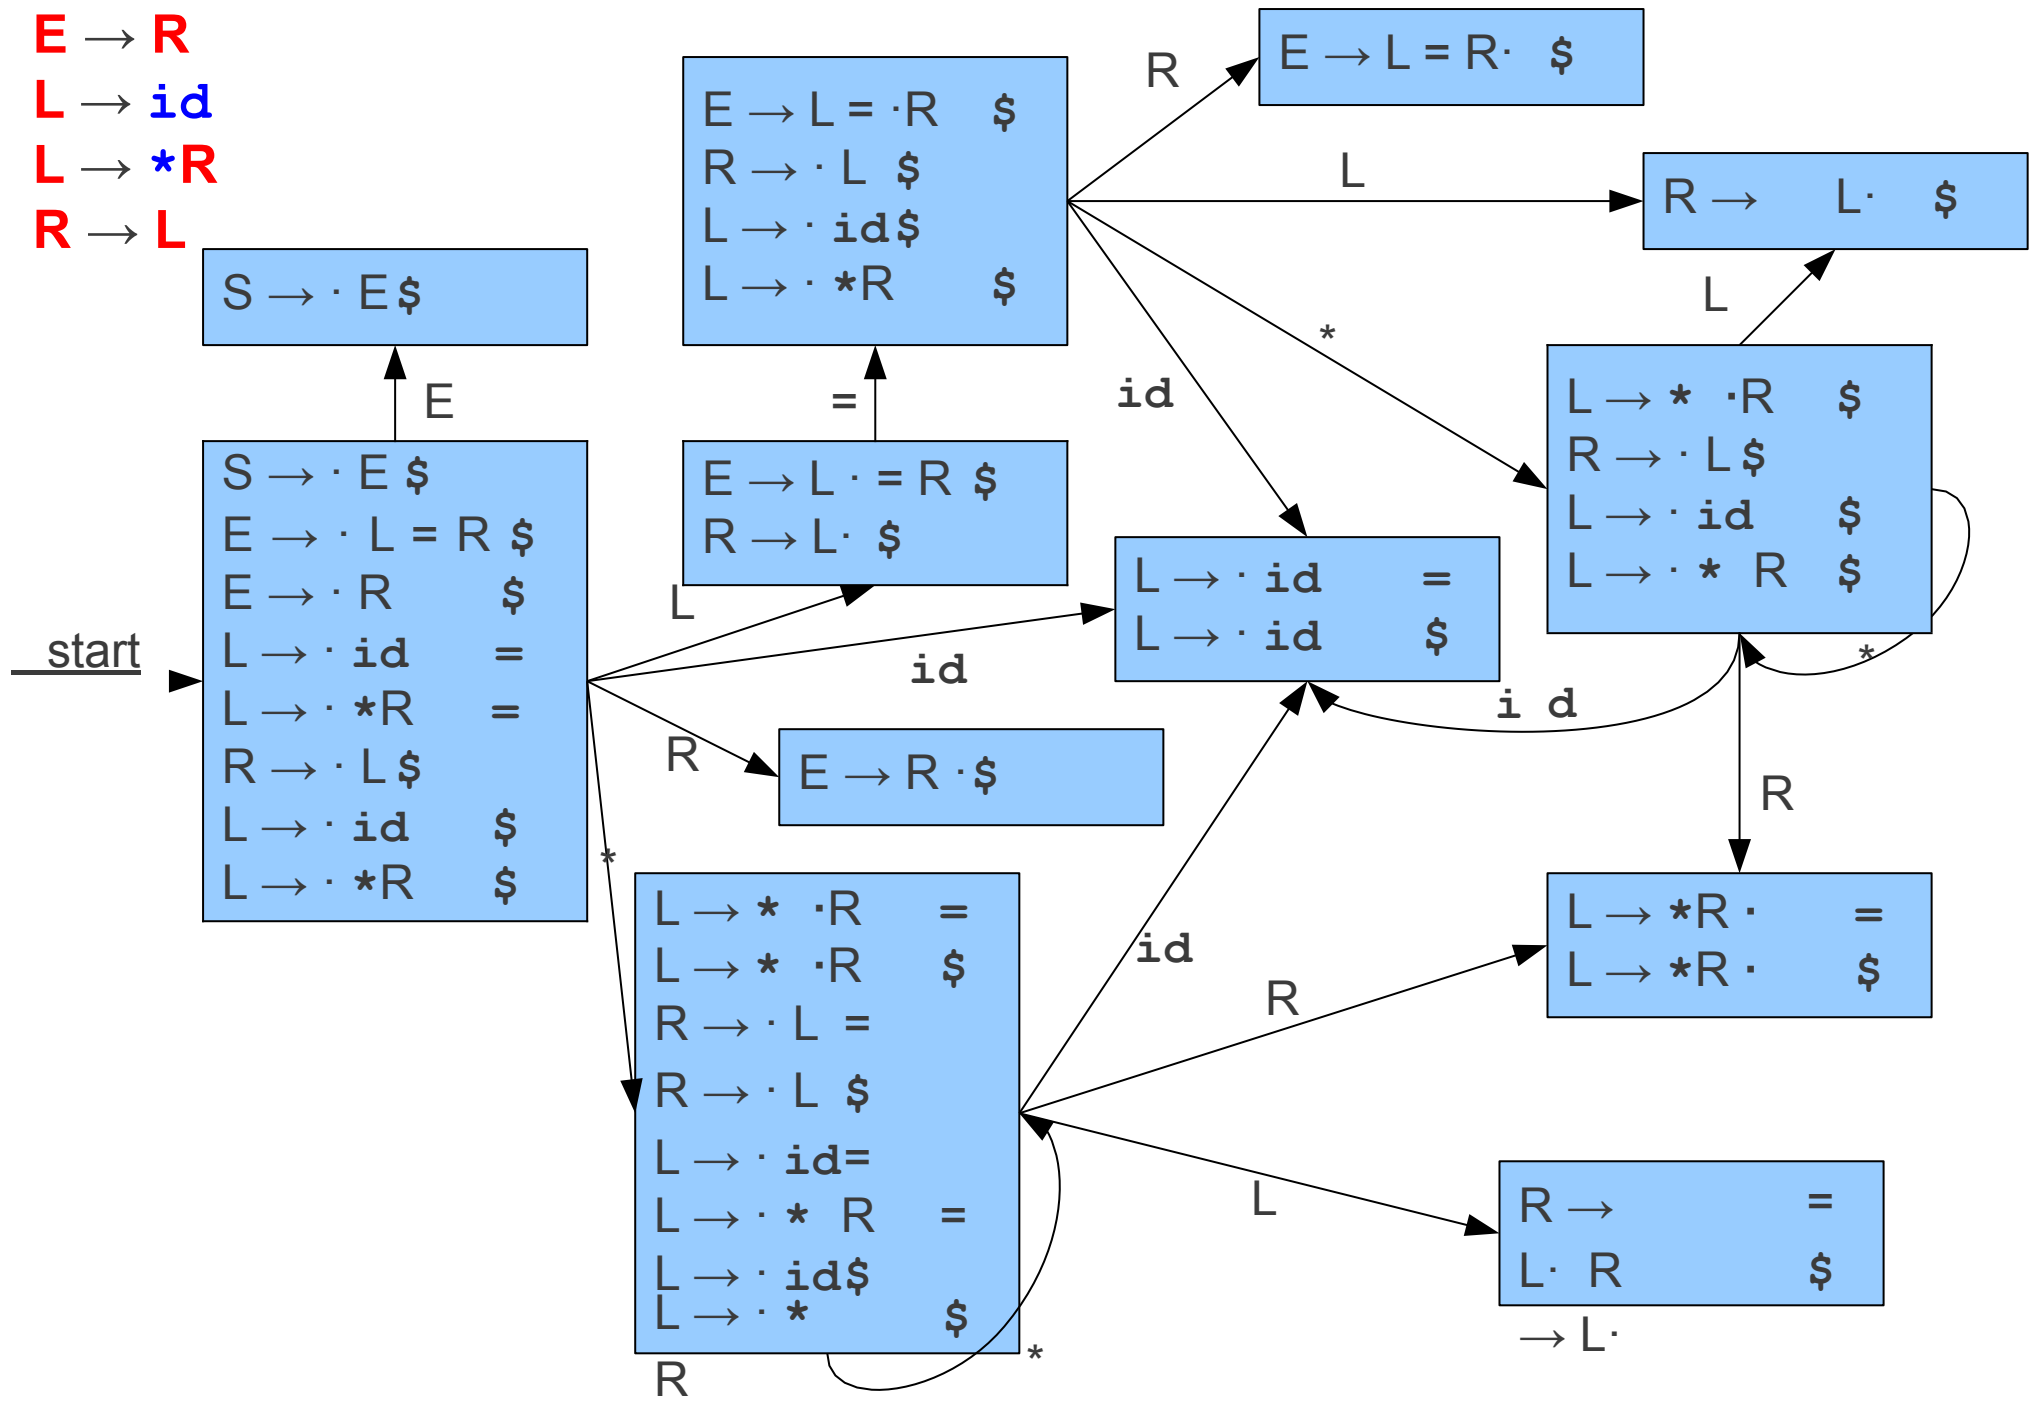 E → R
L → id
L → *R
R → L
S → · E $
E
start
S → · E $
E → · L = R $
E → · R $
L → · id =
L → · *R =
R → · L $
L → · id $
L → · *R $
E → L = ·R $
R → · L $
L → · id $
L → · *R $
=
E → L · = R $
R → L· $
L
id
R
*
E → R · $
R
E → L = R· $
L
R → L· $
*
id
L
L → * ·R $
R → · L $
L → · id $
L → · * R $
*
L → · id =
L → · id $
i d
R
L → *R · =
L → *R · $
L → * ·R =
L → * ·R $
R → · L =
R → · L $
L → · id =
L → · * R =
L → · id $
L → · * $
R
*
id
R
L
R → =
L· R $
→ L·